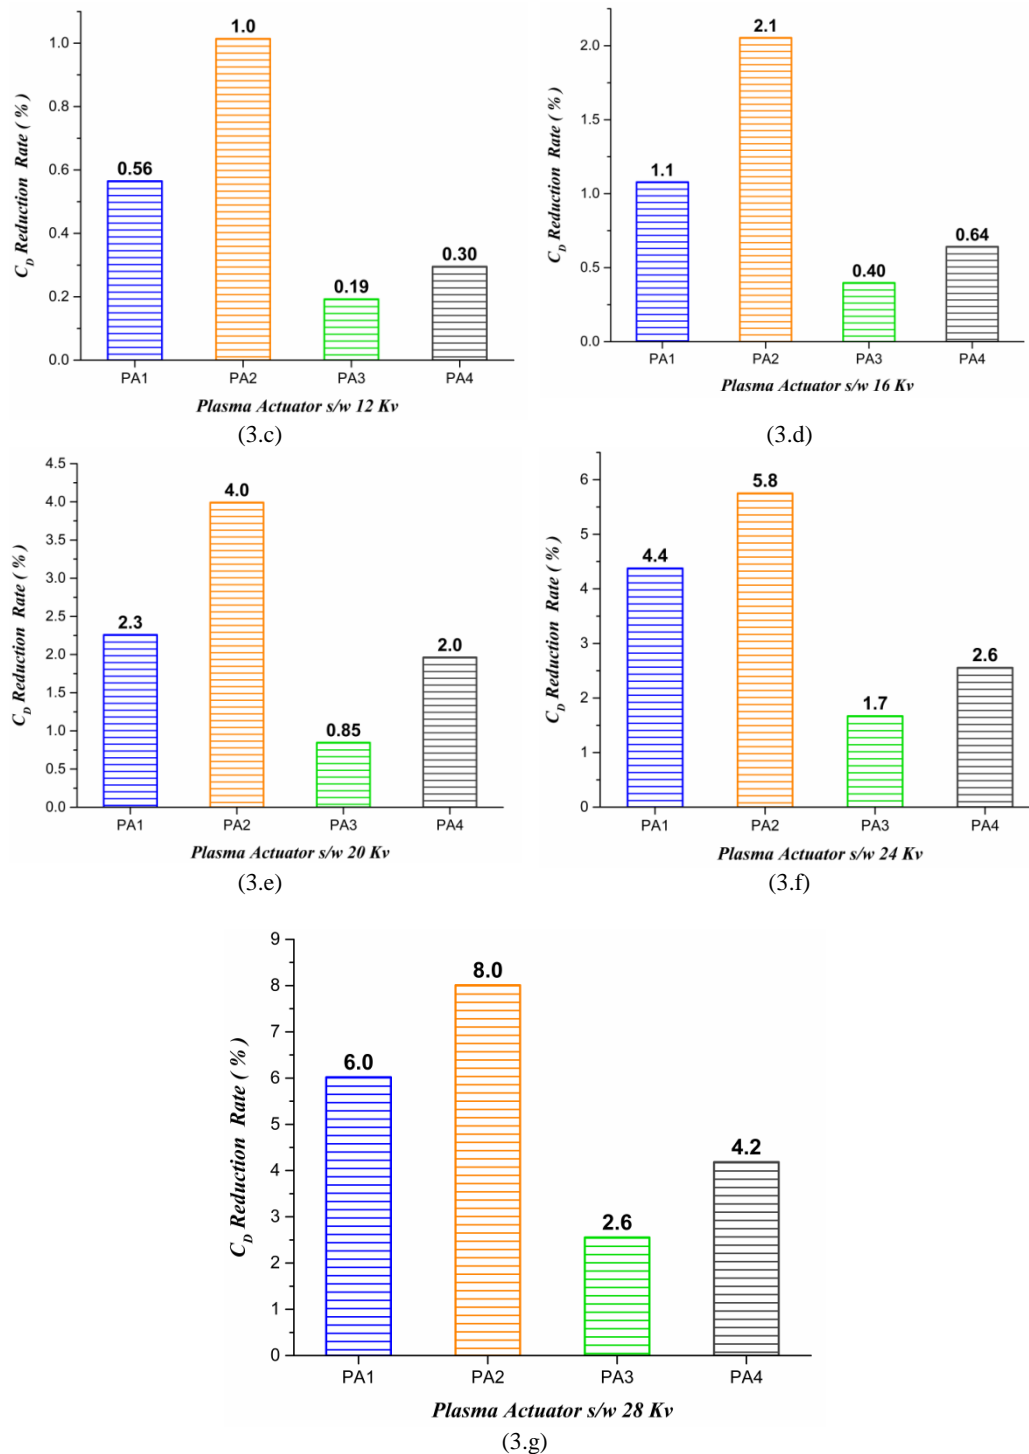 C_D Reduction Rate ( % )
1.0
0.8
0.6
0.4
0.2
0.0
0.56
1.0
0.19
0.30
PA1 PA2 PA3 PA4
Plasma Actuator s/w 12 Kv
(3.c)
C_D Reduction Rate ( % )
2.0
1.5
1.0
0.5
0.0
1.1
2.1
0.40
0.64
PA1 PA2 PA3 PA4
Plasma Actuator s/w 16 Kv
(3.d)
C_D Reduction Rate ( % )
4.5
4.0
3.5
3.0
2.5
2.0
1.5
1.0
0.5
0.0
2.3
4.0
0.85
2.0
PA1 PA2 PA3 PA4
Plasma Actuator s/w 20 Kv
(3.e)
C_D Reduction Rate ( % )
6
5
4
3
2
1
0
4.4
5.8
1.7
2.6
PA1 PA2 PA3 PA4
Plasma Actuator s/w 24 Kv
(3.f)
C_D Reduction Rate ( % )
9
8
7
6
5
4
3
2
1
0
6.0
8.0
2.6
4.2
PA1 PA2 PA3 PA4
Plasma Actuator s/w 28 Kv
(3.g)